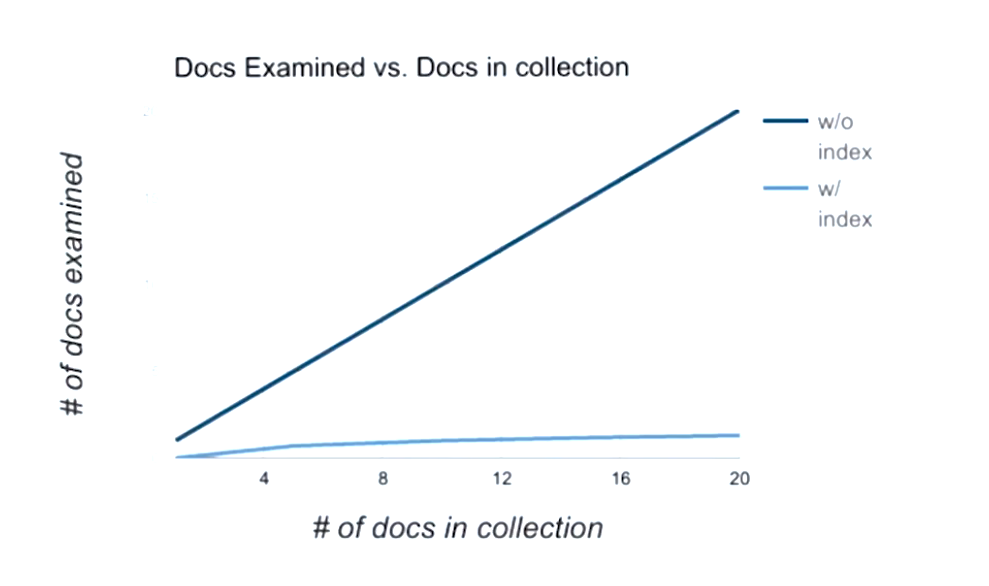 Docs Examined vs. Docs in collection
w/o
index
w/
index
# of docs examined
4 8 12 16 20
# of docs in collection